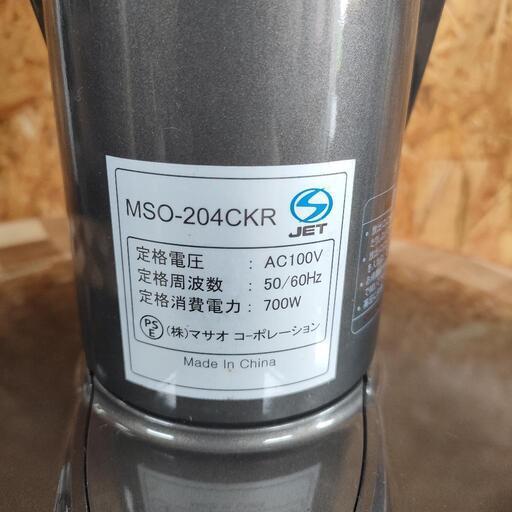 MSO-204CKR
JET
定格電圧 : AC100V
定格周波数 : 50/60Hz
定格消費電力 : 700W
PSE (株)マサオ コーポレーション
Made In China